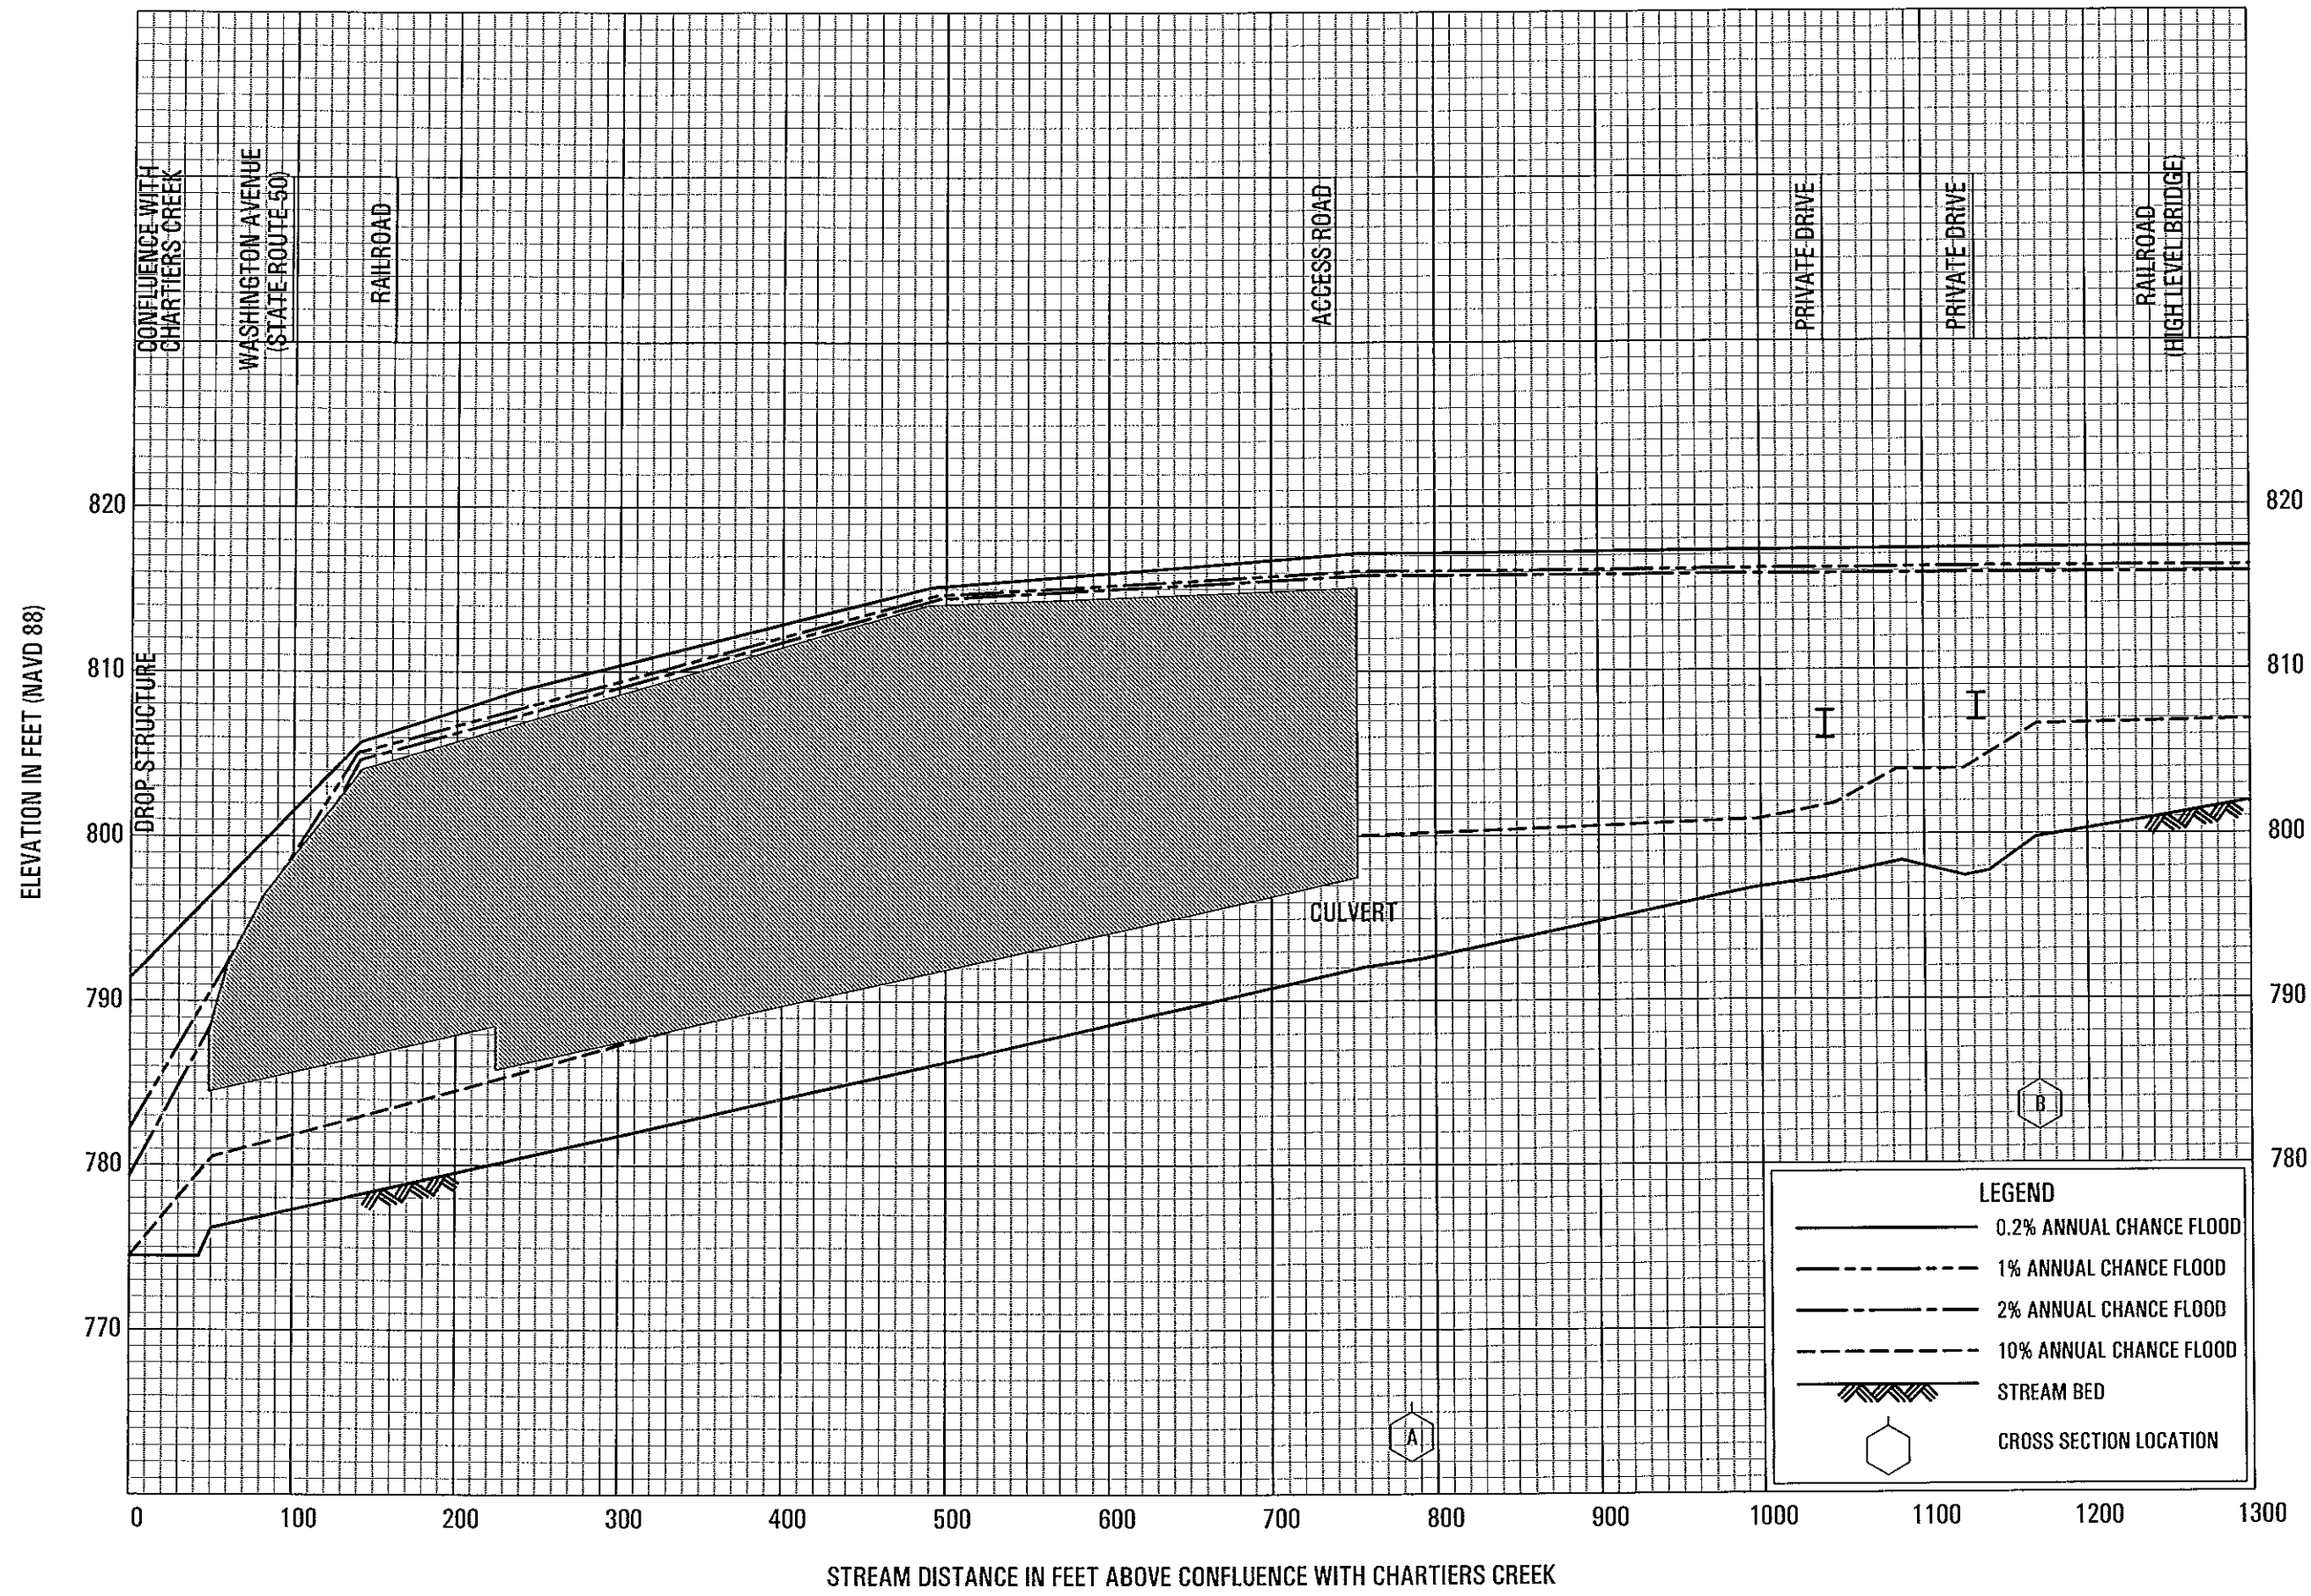 CONFLUENCE WITH
CHARTIERS CREEK
WASHINGTON AVENUE
(STATE ROUTE 50)
RAILROAD
ACCESS ROAD
PRIVATE DRIVE
PRIVATE DRIVE
RAILROAD
(HIGH LEVEL BRIDGE)
820
820
810
810
800
800
790
790
780
780
770
ELEVATION IN FEET (NAVD 88)
DROP STRUCTURE
CULVERT
A
B
LEGEND
0.2% ANNUAL CHANCE FLOOD
1% ANNUAL CHANCE FLOOD
2% ANNUAL CHANCE FLOOD
10% ANNUAL CHANCE FLOOD
STREAM BED
CROSS SECTION LOCATION
0 100 200 300 400 500 600 700 800 900 1000 1100 1200 1300
STREAM DISTANCE IN FEET ABOVE CONFLUENCE WITH CHARTIERS CREEK